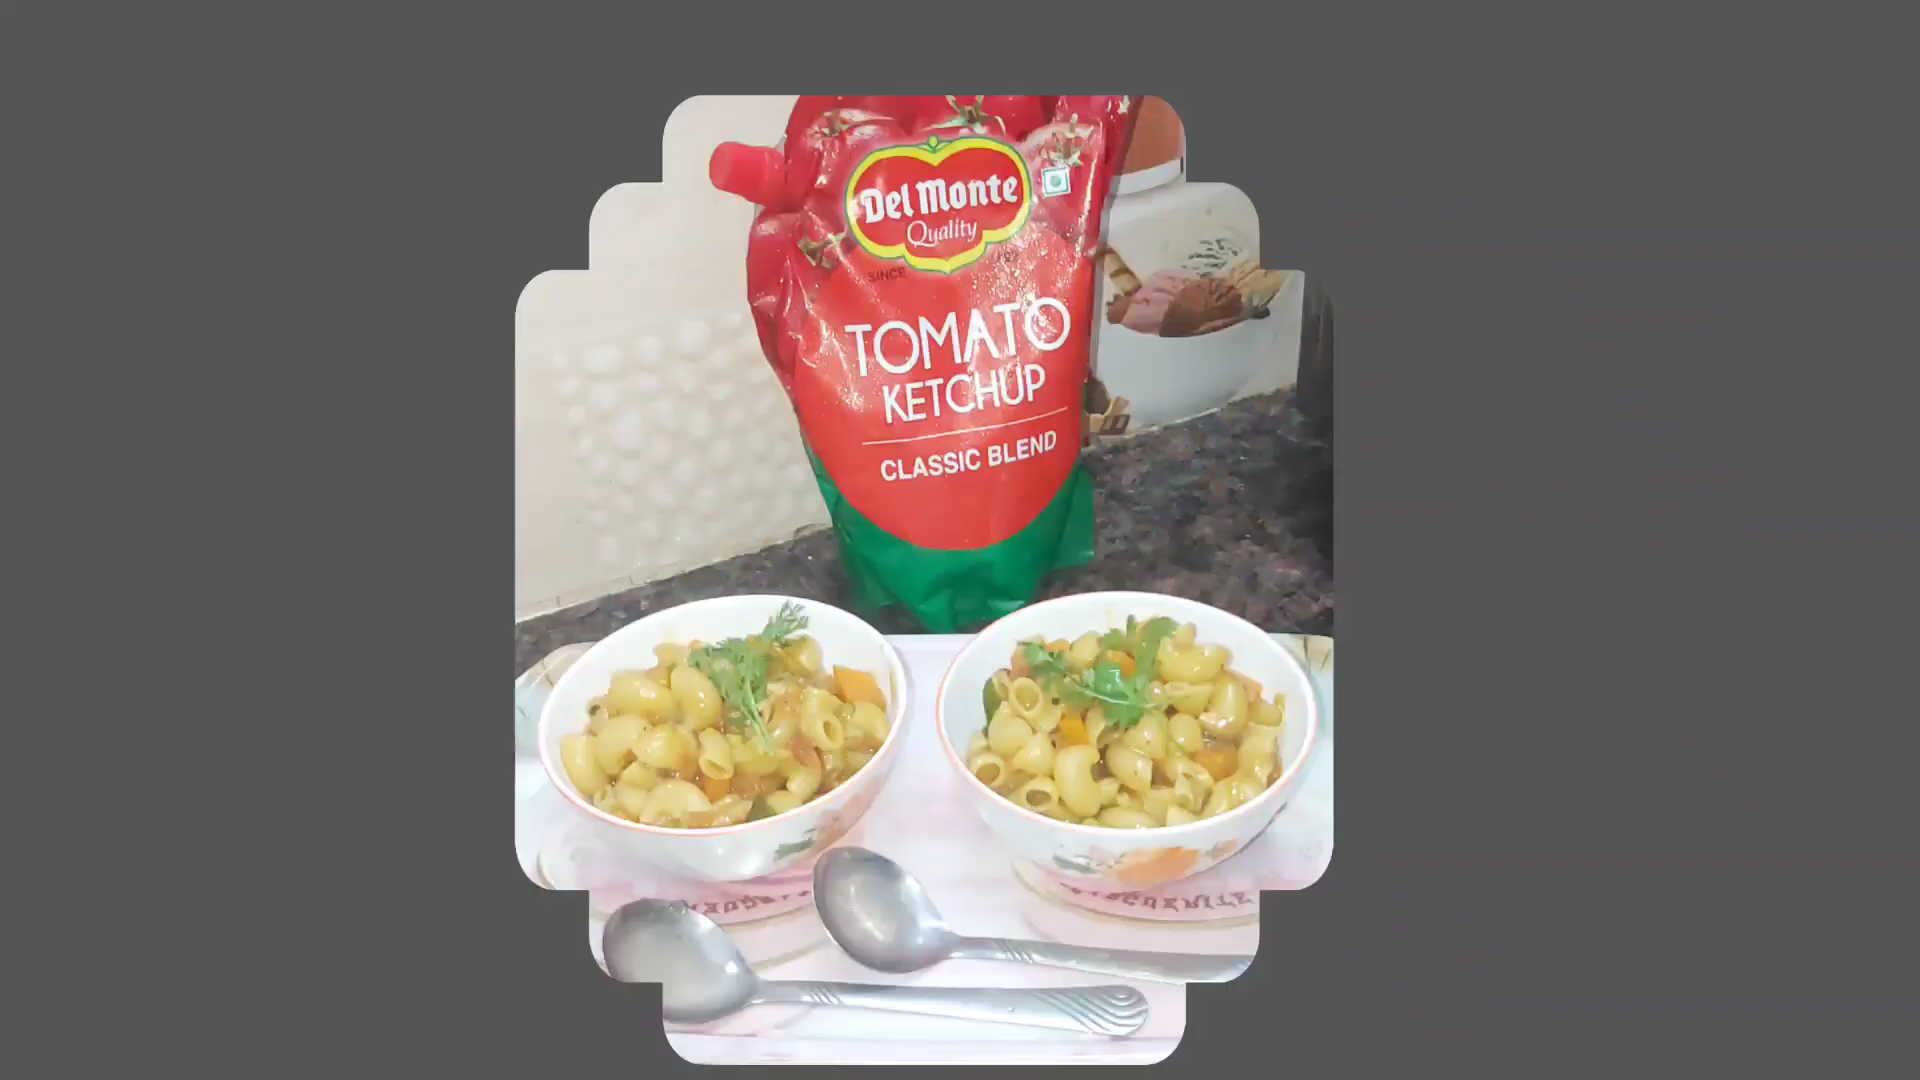 Del Monte
Quality
SINCE
TOMATO
KETCHUP
CLASSIC BLEND